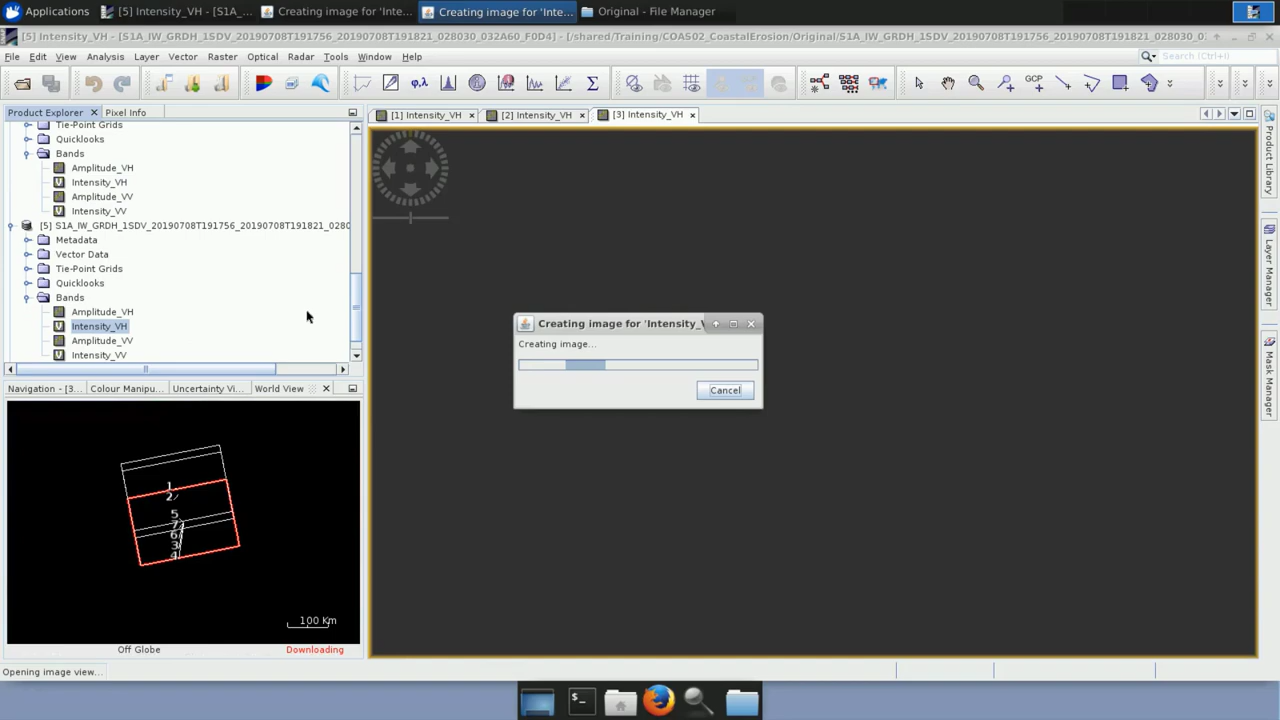 Applications
[5] Intensity_VH - [S1A_...
Creating image for 'Inte...
Creating image for 'Inte...
Original - File Manager
[5] Intensity_VH - [S1A_IW_GRDH_1SDV_20190708T191756_20190708T191821_028030_032A60_F0D4] - [/shared/Training/COAS02_CoastalErosion/Original/S1A_IW_GRDH_1SDV_20190708T191756_20190708T191821_028030_032A60_F0D4.
File Edit View Analysis Layer Vector Raster Optical Radar Tools Window Help
Search (Ctrl+I)
φ,λ
Σ
GCP
Product Explorer
Pixel Info
[1] Intensity_VH
[2] Intensity_VH
[3] Intensity_VH
Tie-Point Grids
Quicklooks
Bands
Amplitude_VH
Intensity_VH
Amplitude_VV
Intensity_VV
[5] S1A_IW_GRDH_1SDV_20190708T191756_20190708T191821_0280
Metadata
Vector Data
Tie-Point Grids
Quicklooks
Bands
Amplitude_VH
Intensity_VH
Amplitude_VV
Intensity_VV
Creating image for 'Intensity_V
Creating image...
Cancel
Navigation - [3...
Colour Manipu...
Uncertainty Vi...
World View
1
2
5
7
6
3
4
100 Km
Off Globe
Downloading
Opening image view...
Product Library
Layer Manager
Mask Manager